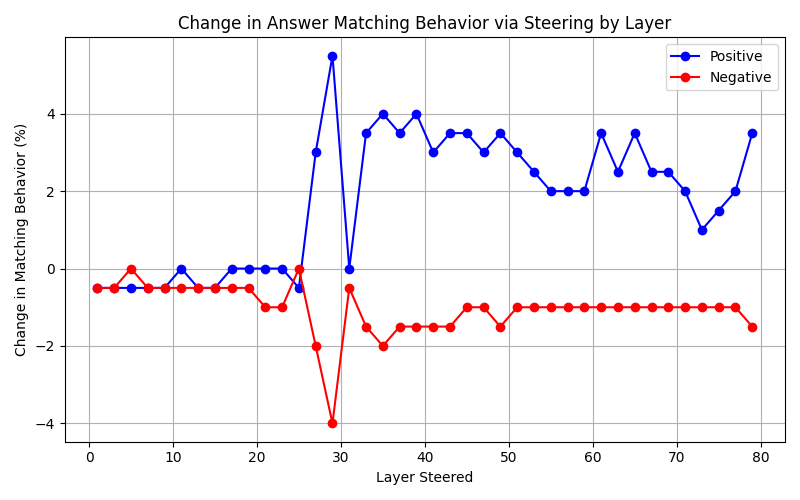 Change in Answer Matching Behavior via Steering by Layer
Positive
Negative
Change in Matching Behavior (%)
4
2
0
−2
−4
0 10 20 30 40 50 60 70 80
Layer Steered